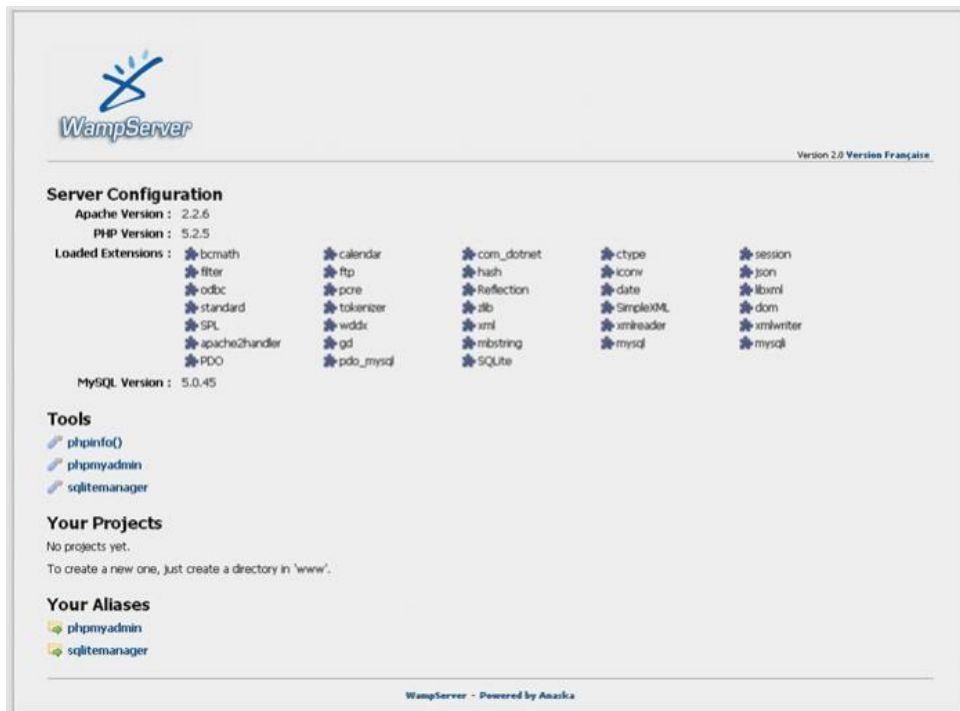 WampServer
Version 2.0 Version Française
Server Configuration
Apache Version : 2.2.6
PHP Version : 5.2.5
Loaded Extensions : bcmath calendar com_dotnet ctype session
filter ftp hash iconv json
odbc pcre Reflection date libxml
standard tokenizer zlib SimpleXML dom
SPL wddx xml xmlreader xmlwriter
apache2handler gd mbstring mysql mysqli
PDO pdo_mysql SQLite
MySQL Version : 5.0.45
Tools
phpinfo()
phpmyadmin
sqlitemanager
Your Projects
No projects yet.
To create a new one, just create a directory in 'www'.
Your Aliases
phpmyadmin
sqlitemanager
WampServer - Powered by Anaska